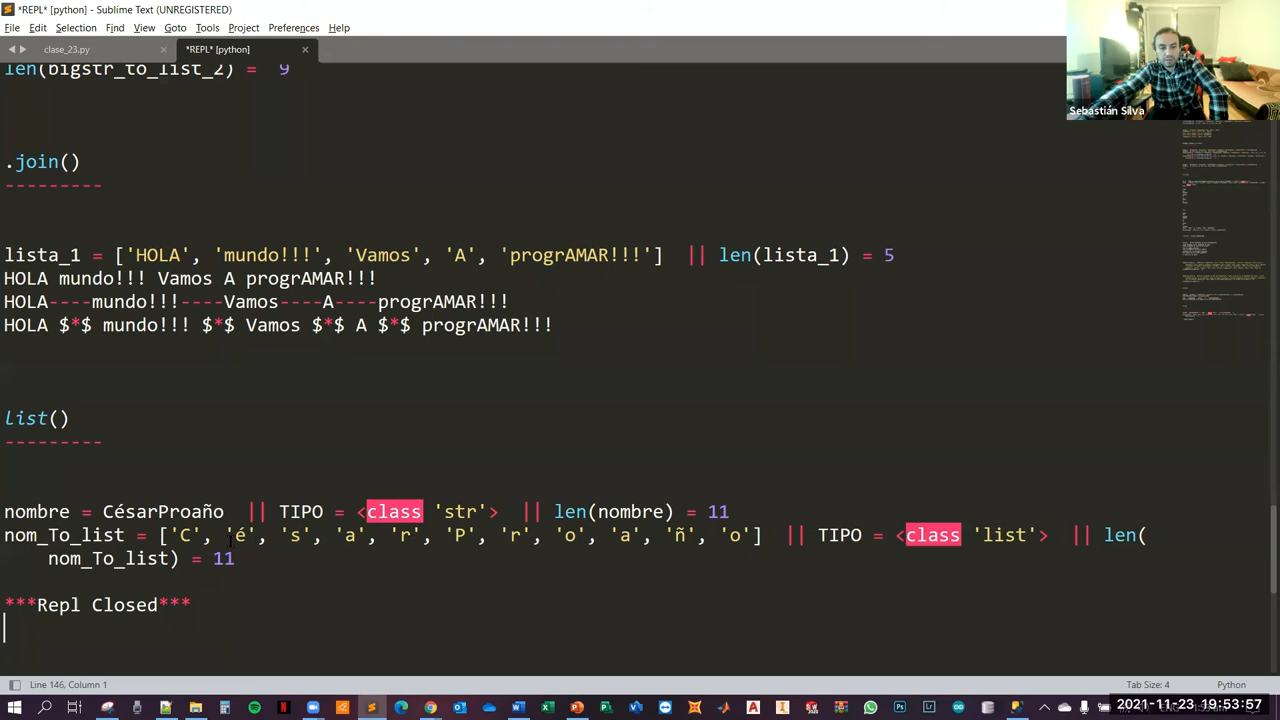 *REPL* [python] - Sublime Text (UNREGISTERED)
File Edit Selection Find View Goto Tools Project Preferences Help
clase_23.py
*REPL* [python]
len(bigstr_to_list_2) = 9
.join()
---------
lista_1 = ['HOLA', 'mundo!!!', 'Vamos', 'A', 'progrAMAR!!!'] || len(lista_1) = 5
HOLA mundo!!! Vamos A progrAMAR!!!
HOLA----mundo!!!----Vamos----A----progrAMAR!!!
HOLA $*$ mundo!!! $*$ Vamos $*$ A $*$ progrAMAR!!!
list()
---------
nombre = CésarProaño || TIPO = <class 'str'> || len(nombre) = 11
nom_To_list = ['C', 'é', 's', 'a', 'r', 'P', 'r', 'o', 'a', 'ñ', 'o'] || TIPO = <class 'list'> || len(
nom_To_list) = 11
***Repl Closed***
Sebastián Silva
Line 146, Column 1
Tab Size: 4
Python
2021-11-23 19:53:57